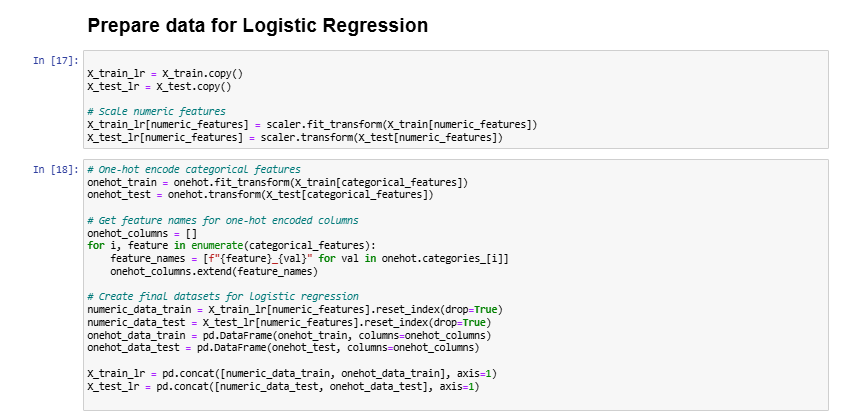 Prepare data for Logistic Regression
In [17]:
X_train_lr = X_train.copy()
X_test_lr = X_test.copy()
# Scale numeric features
X_train_lr[numeric_features] = scaler.fit_transform(X_train[numeric_features])
X_test_lr[numeric_features] = scaler.transform(X_test[numeric_features])
In [18]:
# One-hot encode categorical features
onehot_train = onehot.fit_transform(X_train[categorical_features])
onehot_test = onehot.transform(X_test[categorical_features])
# Get feature names for one-hot encoded columns
onehot_columns = []
for i, feature in enumerate(categorical_features):
    feature_names = [f"{feature}_{val}" for val in onehot.categories_[i]]
    onehot_columns.extend(feature_names)
# Create final datasets for logistic regression
numeric_data_train = X_train_lr[numeric_features].reset_index(drop=True)
numeric_data_test = X_test_lr[numeric_features].reset_index(drop=True)
onehot_data_train = pd.DataFrame(onehot_train, columns=onehot_columns)
onehot_data_test = pd.DataFrame(onehot_test, columns=onehot_columns)
X_train_lr = pd.concat([numeric_data_train, onehot_data_train], axis=1)
X_test_lr = pd.concat([numeric_data_test, onehot_data_test], axis=1)